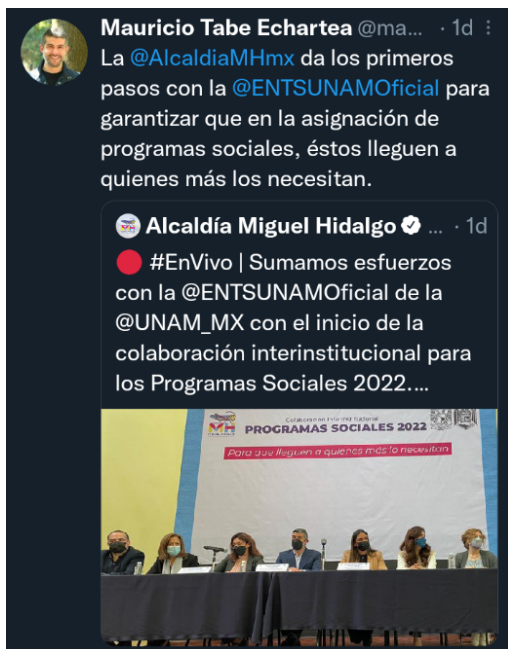 Mauricio Tabe Echartea @ma... · 1d
La @AlcaldiaMHmx da los primeros
pasos con la @ENTSUNAMOficial para
garantizar que en la asignación de
programas sociales, éstos lleguen a
quienes más los necesitan.
Alcaldía Miguel Hidalgo ... · 1d
#EnVivo | Sumamos esfuerzos
con la @ENTSUNAMOficial de la
@UNAM_MX con el inicio de la
colaboración interinstitucional para
los Programas Sociales 2022....
MH
Colaboración Interinstitucional
PROGRAMAS SOCIALES 2022
Para que lleguen a quienes más lo necesitan